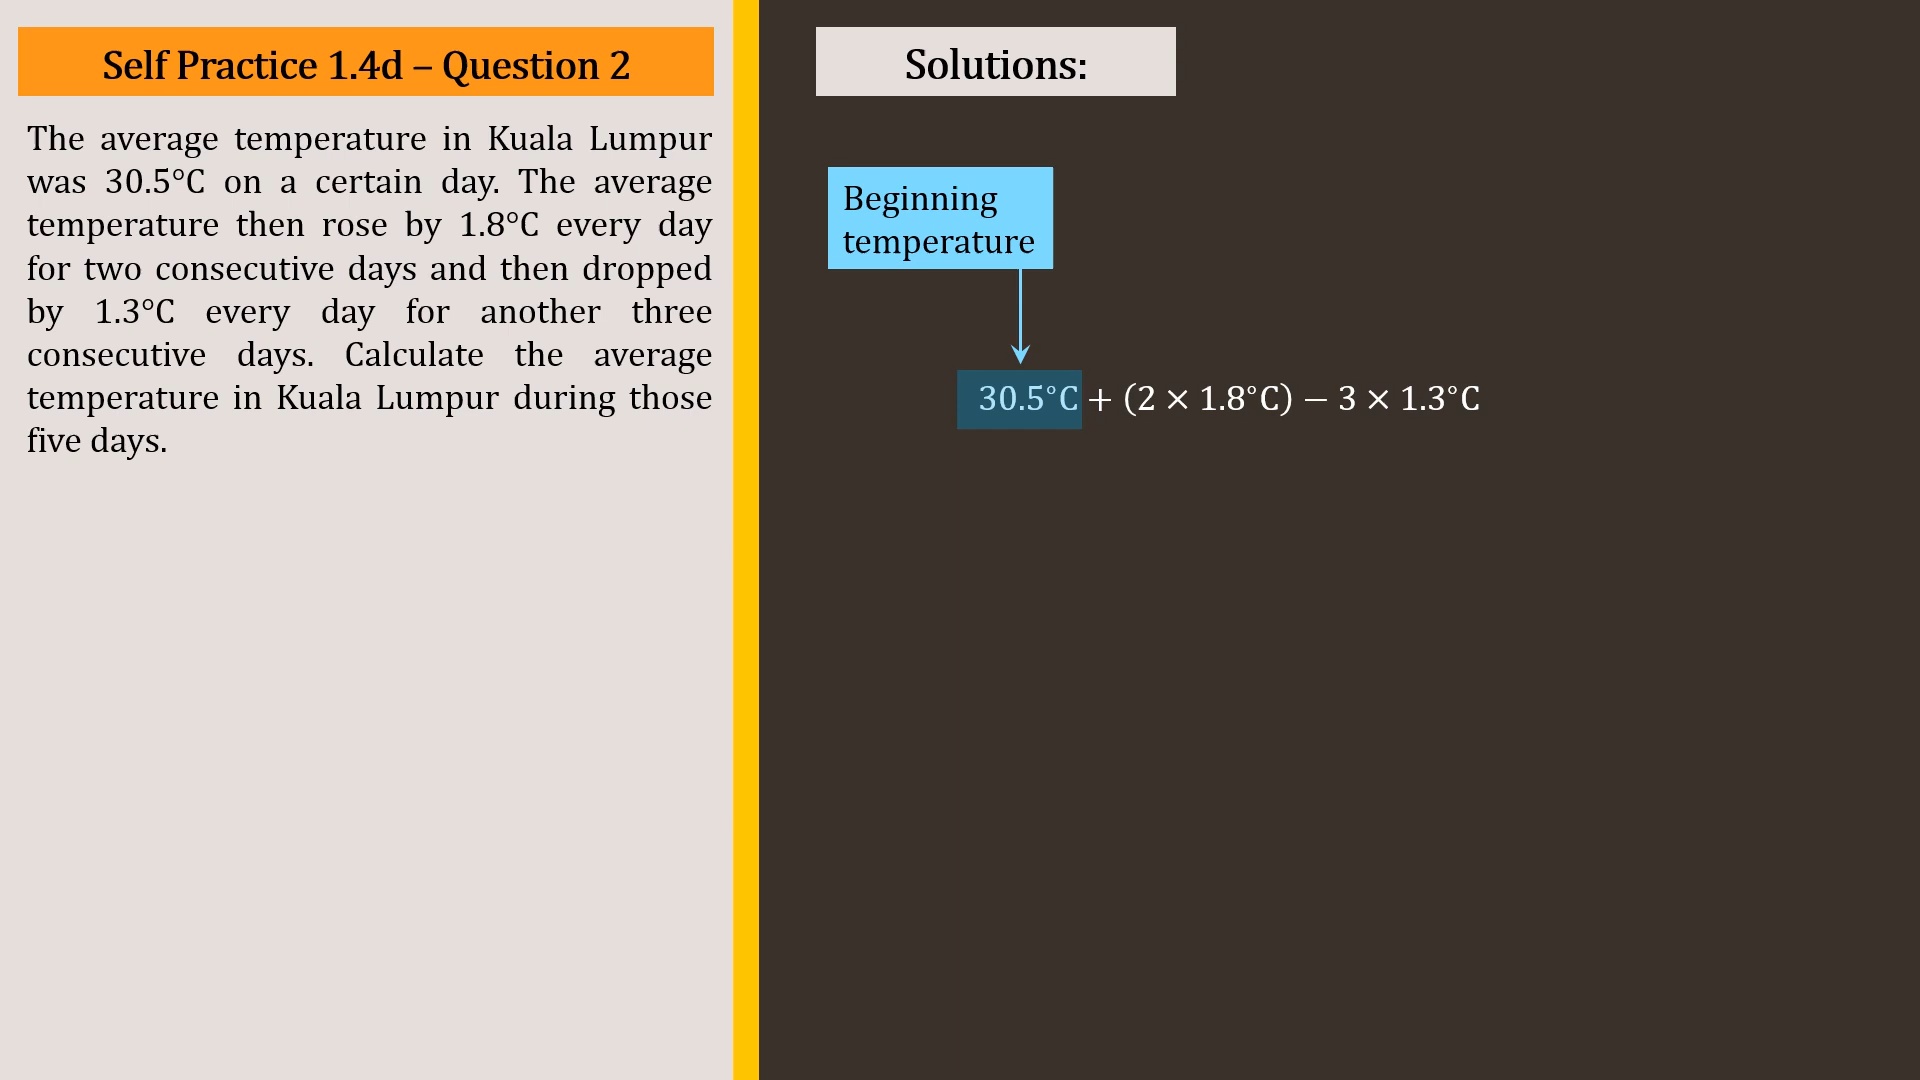 Self Practice 1.4d – Question 2
The average temperature in Kuala Lumpur
was 30.5°C on a certain day. The average
temperature then rose by 1.8°C every day
for two consecutive days and then dropped
by 1.3°C every day for another three
consecutive days. Calculate the average
temperature in Kuala Lumpur during those
five days.
Solutions:
Beginning
temperature
30.5°C + (2 × 1.8°C) − 3 × 1.3°C